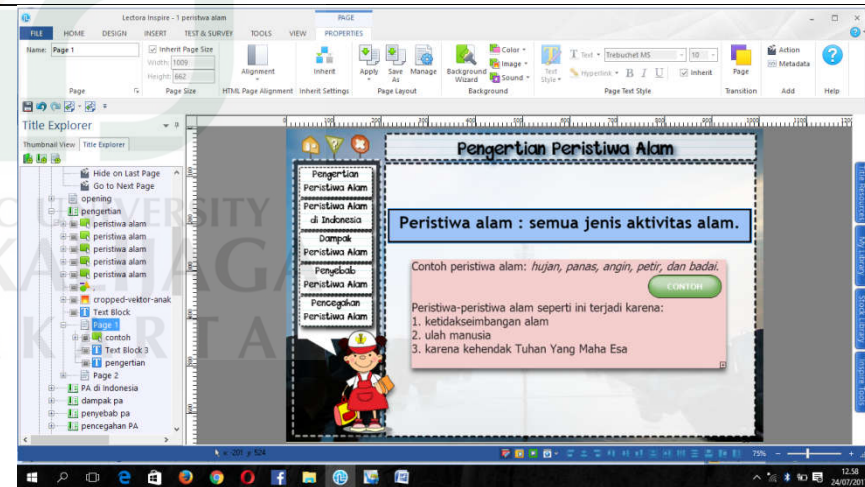 Lectora Inspire - 1 peristwa alam
PAGE
FILE HOME DESIGN INSERT TEST & SURVEY TOOLS VIEW PROPERTIES
Name: Page 1
Inherit Page Size
Width: 1009
Height: 662
Alignment
Inherit
Apply
Save As
Manage
Background Wizard
Color
Image
Sound
Text Style
Text
Trebuchet MS
10
Hyperlink
B I U
Inherit
Page
Action
Metadata
Page
Page Size
HTML Page Alignment
Inherit Settings
Page Layout
Background
Page Text Style
Transition
Add
Help
Title Explorer
Thumbnail View
Title Explorer
Hide on Last Page
Go to Next Page
opening
pengertian
peristiwa alam
peristiwa alam
peristiwa alam
peristiwa alam
peristiwa alam
cropped-vektor-anak
Text Block
Page 1
contoh
Text Block 3
pengertian
Page 2
PA di Indonesia
dampak pa
penyebab pa
pencegahan PA
Pengertian Peristiwa Alam
Pengertian
Peristiwa Alam
Peristiwa Alam
di Indonesia
Dampak
Peristiwa Alam
Penyebab
Peristiwa Alam
Pencegahan
Peristiwa Alam
Peristiwa alam : semua jenis aktivitas alam.
Contoh peristiwa alam: hujan, panas, angin, petir, dan badai.
CONTOH
Peristiwa-peristiwa alam seperti ini terjadi karena:
1. ketidakseimbangan alam
2. ulah manusia
3. karena kehendak Tuhan Yang Maha Esa
Title Resources
My Library
Stock Library
Inspire Tools
x: -201 y: 524
75%
12.58